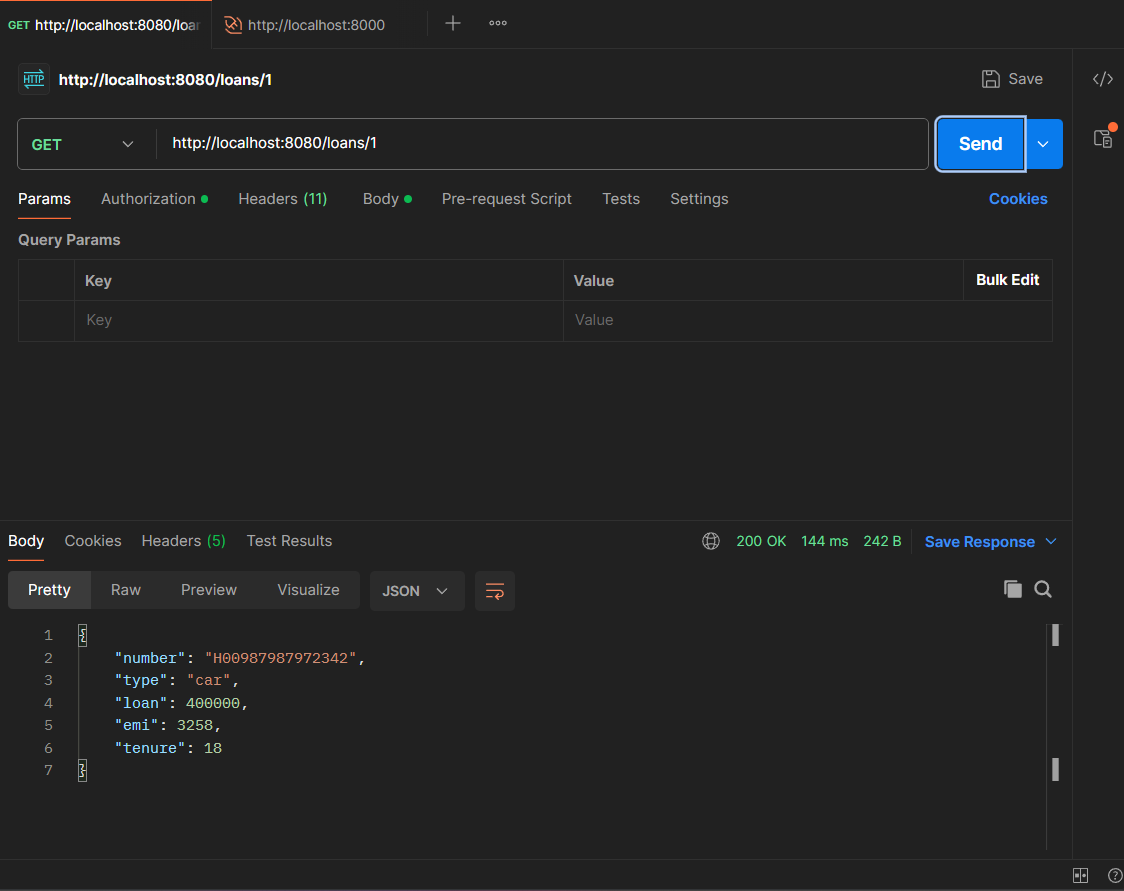 GET http://localhost:8080/loan http://localhost:8000
HTTP http://localhost:8080/loans/1 Save
GET http://localhost:8080/loans/1 Send
Params Authorization Headers (11) Body Pre-request Script Tests Settings Cookies
Query Params
Key Value Bulk Edit
Key Value
Body Cookies Headers (5) Test Results 200 OK 144 ms 242 B Save Response
Pretty Raw Preview Visualize JSON
1 {
2 "number": "H00987987972342",
3 "type": "car",
4 "loan": 400000,
5 "emi": 3258,
6 "tenure": 18
7 }